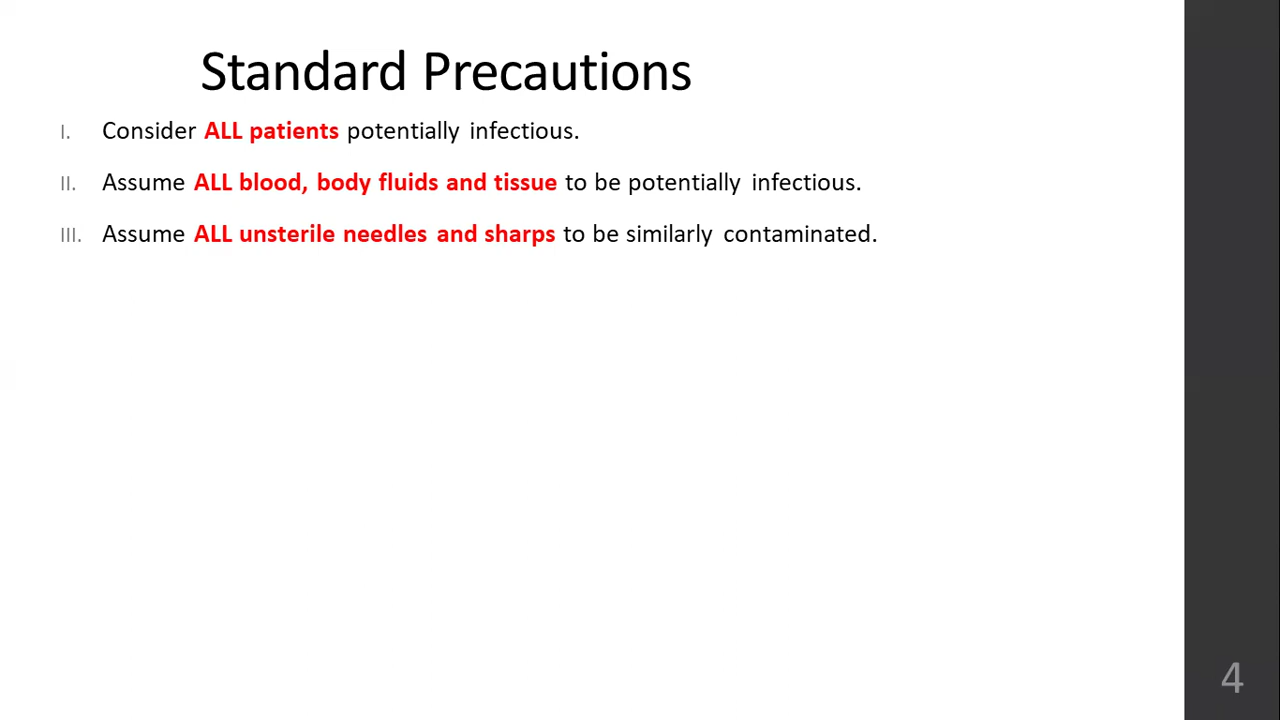 Standard Precautions
I. Consider ALL patients potentially infectious.
II. Assume ALL blood, body fluids and tissue to be potentially infectious.
III. Assume ALL unsterile needles and sharps to be similarly contaminated.
4